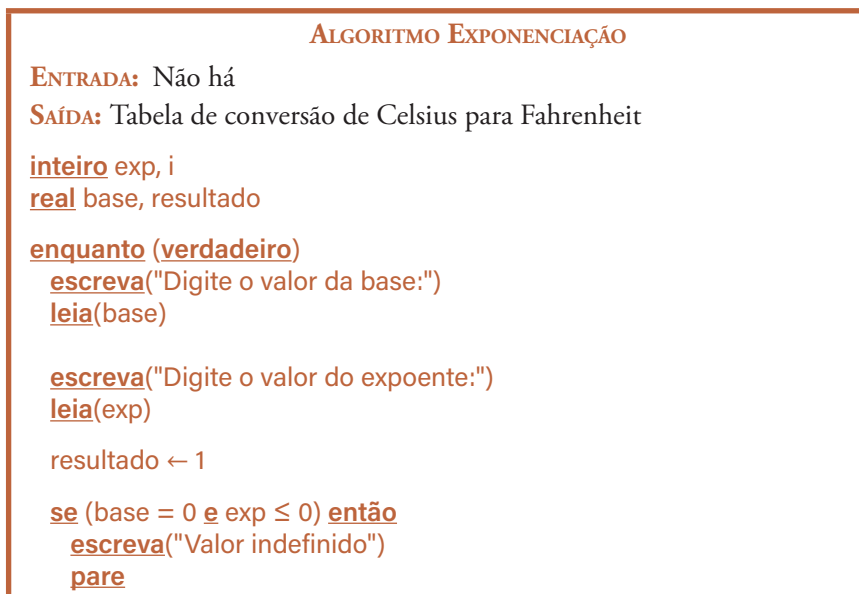 ALGORITMO EXPONENCIAÇÃO
ENTRADA: Não há
SAÍDA: Tabela de conversão de Celsius para Fahrenheit
inteiro exp, i
real base, resultado
enquanto (verdadeiro)
escreva("Digite o valor da base:")
leia(base)
escreva("Digite o valor do expoente:")
leia(exp)
resultado ← 1
se (base = 0 e exp ≤ 0) então
escreva("Valor indefinido")
pare